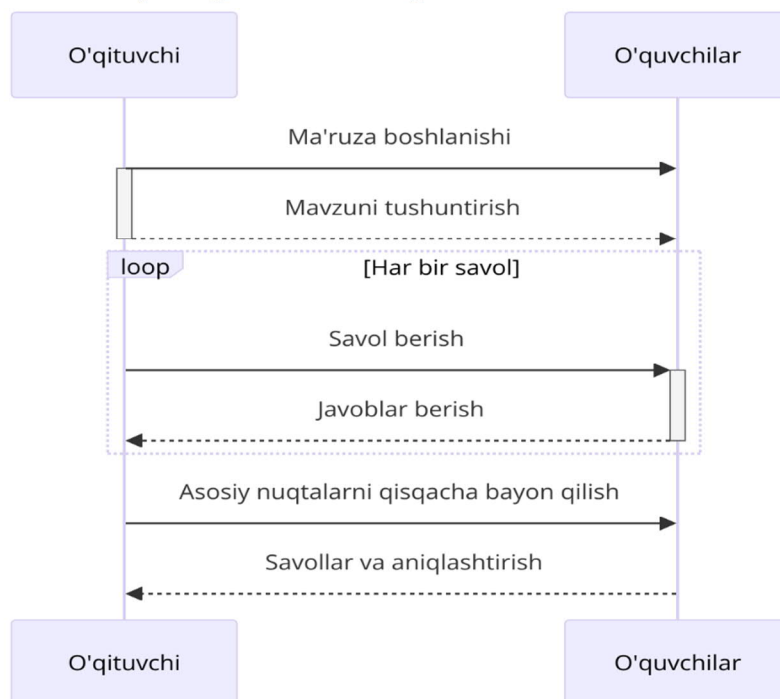 O'qituvchi
O'quvchilar
Ma'ruza boshlanishi
Mavzuni tushuntirish
loop
[Har bir savol]
Savol berish
Javoblar berish
Asosiy nuqtalarni qisqacha bayon qilish
Savollar va aniqlashtirish
O'qituvchi
O'quvchilar